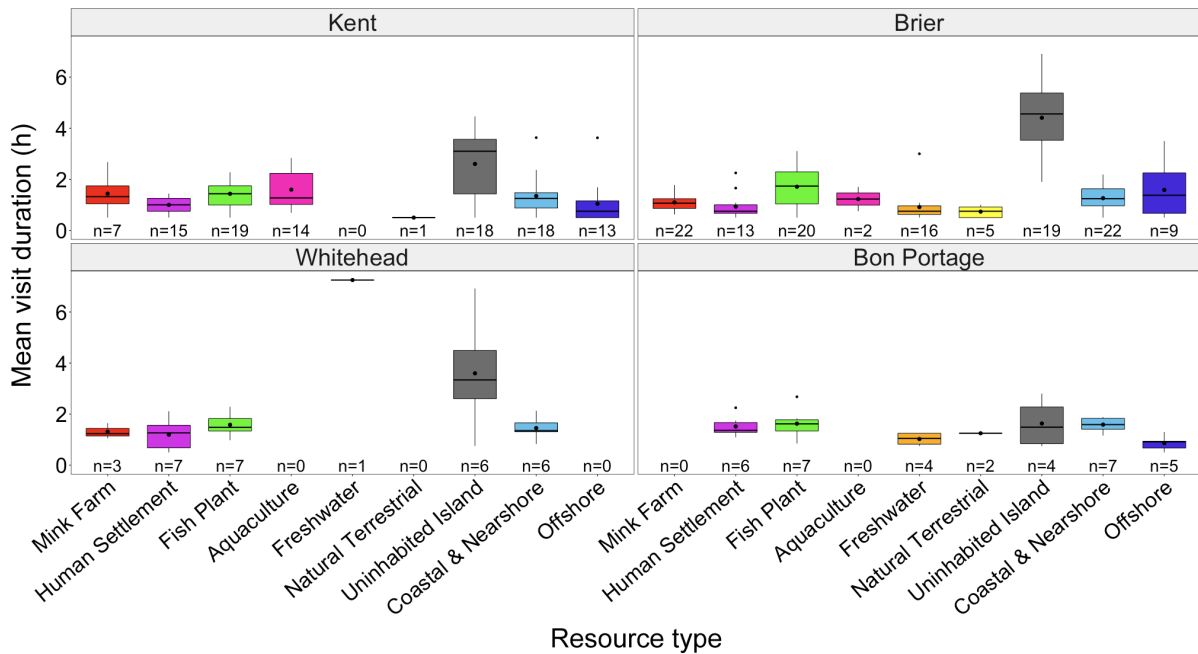 Kent
Brier
Mean visit duration (h)
6
4
2
0
n=7 n=15 n=19 n=14 n=0 n=1 n=18 n=18 n=13
n=22 n=13 n=20 n=2 n=16 n=5 n=19 n=22 n=9
Whitehead
Bon Portage
6
4
2
0
n=3 n=7 n=7 n=0 n=1 n=0 n=6 n=6 n=0
n=0 n=6 n=7 n=0 n=4 n=2 n=4 n=7 n=5
Mink Farm
Human Settlement
Fish Plant
Aquaculture
Freshwater
Natural Terrestrial
Uninhabited Island
Coastal & Nearshore
Offshore
Mink Farm
Human Settlement
Fish Plant
Aquaculture
Freshwater
Natural Terrestrial
Uninhabited Island
Coastal & Nearshore
Offshore
Resource type